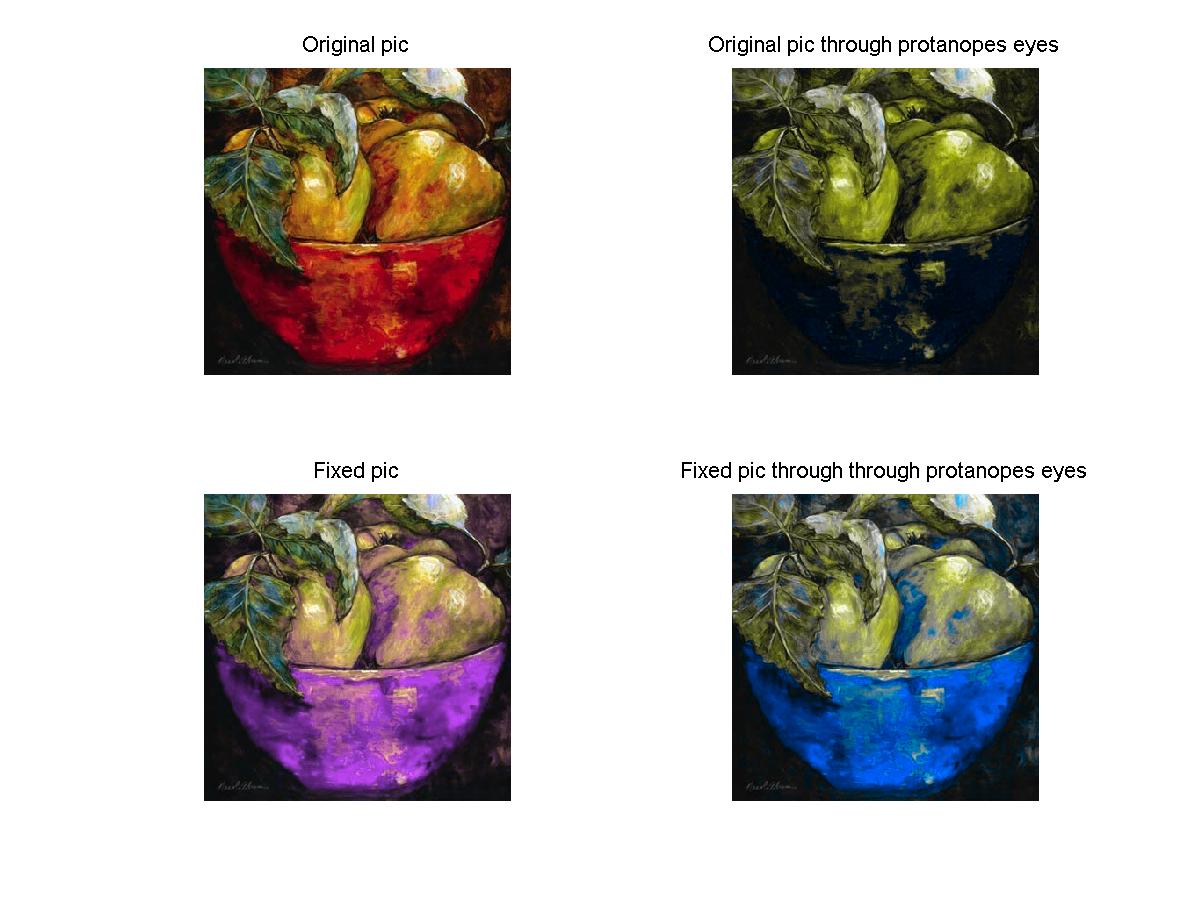 Original pic
Original pic through protanopes eyes
Fixed pic
Fixed pic through through protanopes eyes